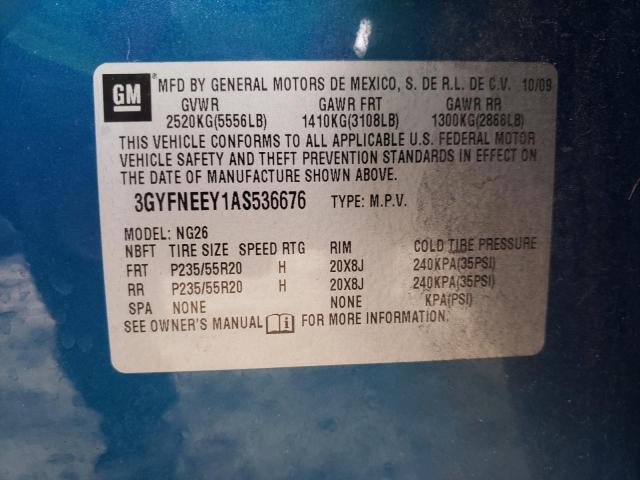 GM ® MFD BY GENERAL MOTORS DE MEXICO, S. DE R.L. DE C.V. 10/09
GVWR GAWR FRT GAWR RR
2520KG(5556LB) 1410KG(3108LB) 1300KG(2866LB)
THIS VEHICLE CONFORMS TO ALL APPLICABLE U.S. FEDERAL MOTOR
VEHICLE SAFETY AND THEFT PREVENTION STANDARDS IN EFFECT ON
THE DATE OF MANUFACTURE SHOWN ABOVE.
3GYFNEEY1AS536676 TYPE: M.P.V.
MODEL: NG26
NBFT TIRE SIZE SPEED RTG RIM COLD TIRE PRESSURE
FRT P235/55R20 H 20X8J 240KPA(35PSI)
RR P235/55R20 H 20X8J 240KPA(35PSI)
SPA NONE NONE KPA(PSI)
SEE OWNER'S MANUAL i FOR MORE INFORMATION.